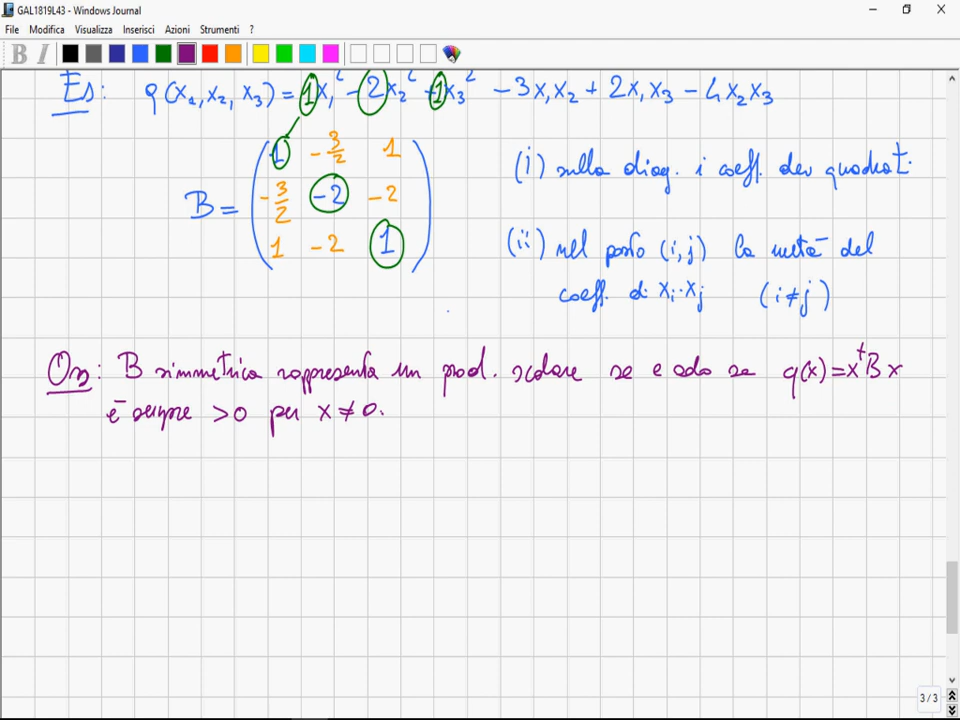 GAL1819L43 - Windows Journal
File Modifica Visualizza Inserisci Azioni Strumenti ?
B I
Es: q(x₁, x₂, x₃) = 1x₁² - 2x₂² + 1x₃² - 3x₁x₂ + 2x₁x₃ - 4x₂x₃
1 -3/2 1
B = -3/2 -2 -2
1 -2 1
(i) sulla diag. i coeff. dei quadrat.
(ii) nel posto (i,j) la metà del
coeff. di xᵢ·xⱼ (i≠j)
Oss: B simmetrica rappresenta un prod. scalare se e solo se q(x) = xᵗBx
è sempre >0 per x≠0.
3/3